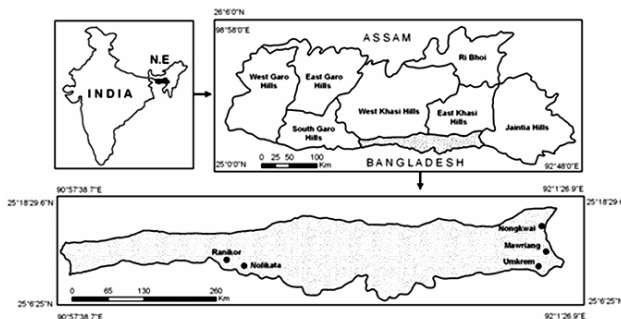 N.E
INDIA
26°6'0"N
98°58'0"E
ASSAM
West Garo
Hills
East Garo
Hills
South Garo
Hills
West Khasi Hills
Ri Bhoi
East Khasi
Hills
Jaintia Hills
0 25 50 100
Km
25°0'0"N
BANGLADESH
92°48'0"E
90°57'38.7"E
92°1'26.9"E
25°18'29.6"N
25°18'29.6"N
Nongkwai
Mawriang
Umkrem
Ranikor
Nolikata
0 65 130 260
Km
25°6'25"N
25°6'25"N
90°57'38.7"E
92°1'26.9"E